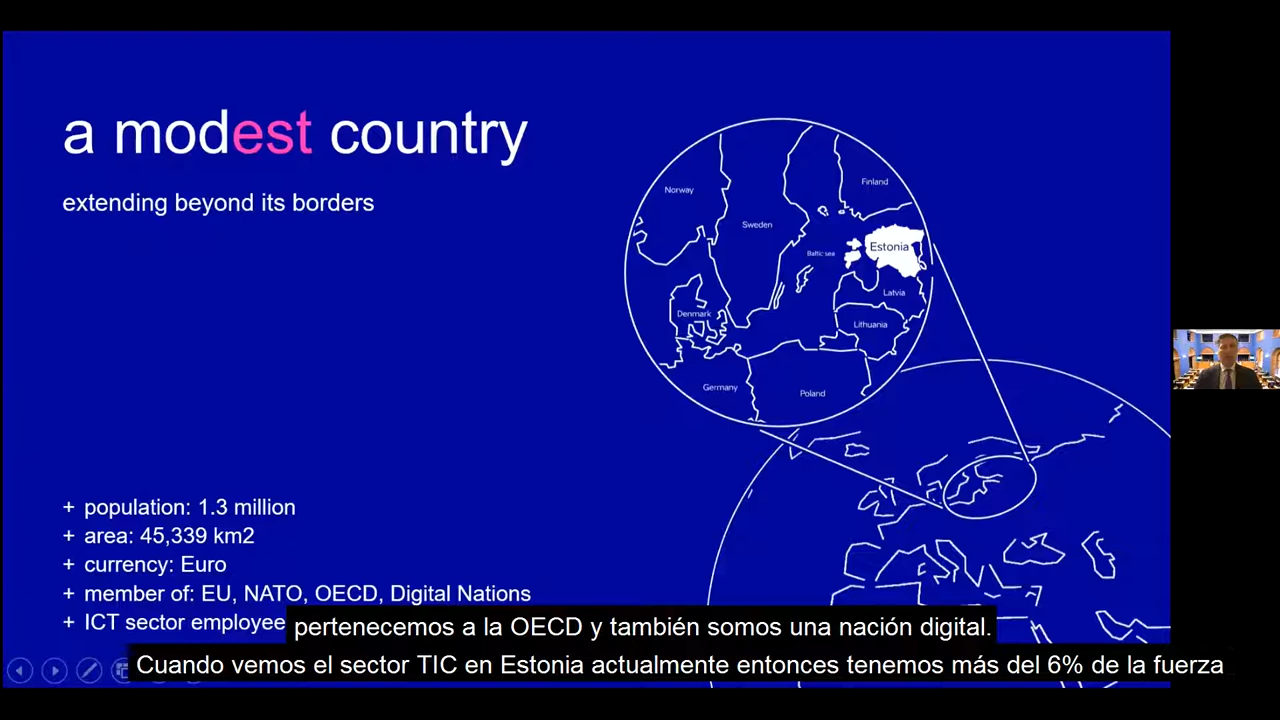 a modest country
extending beyond its borders
Norway
Finland
Sweden
Estonia
Baltic sea
Latvia
Denmark
Lithuania
Germany
Poland
+ population: 1.3 million
+ area: 45,339 km2
+ currency: Euro
+ member of: EU, NATO, OECD, Digital Nations
+ ICT sector employee
pertenecemos a la OECD y también somos una nación digital.
Cuando vemos el sector TIC en Estonia actualmente entonces tenemos más del 6% de la fuerza